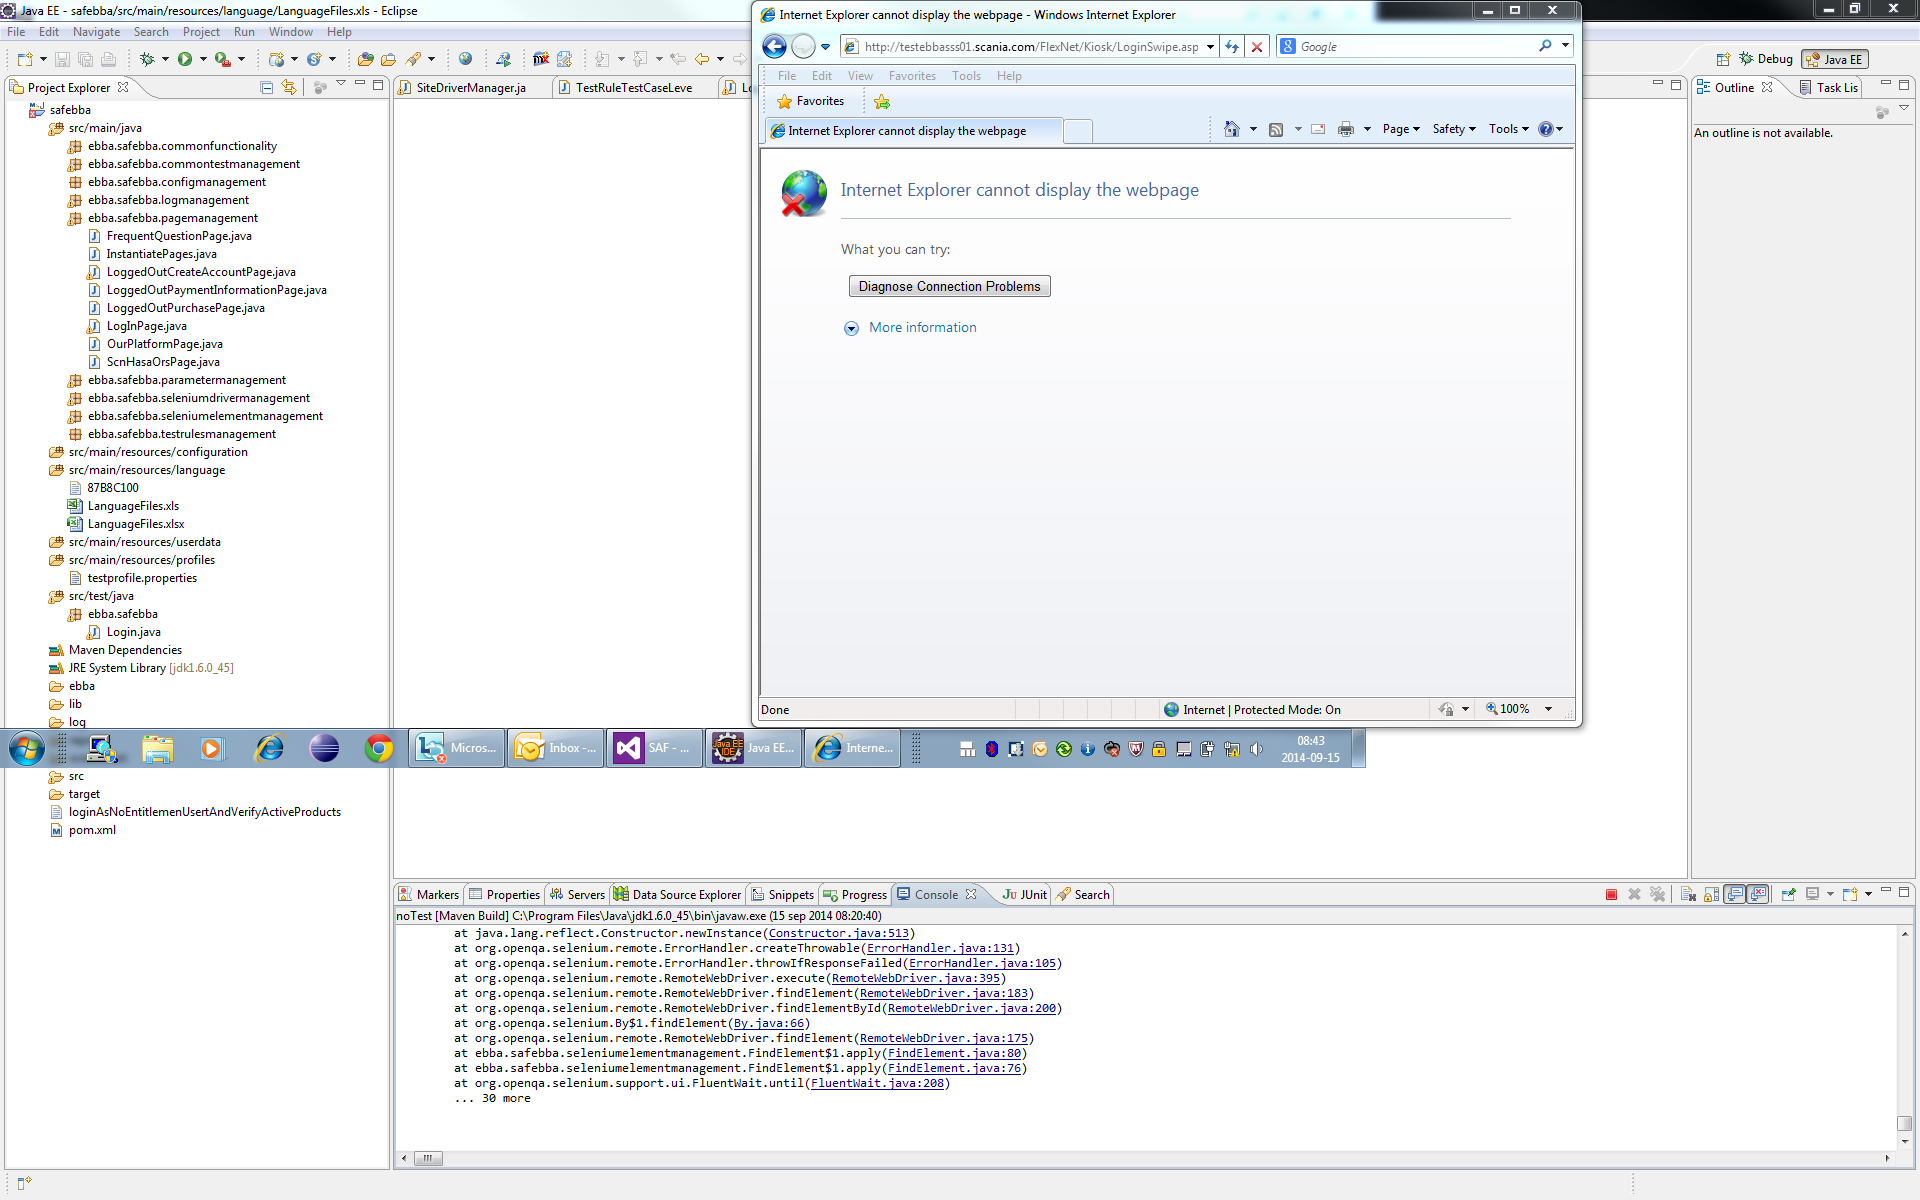 Java EE - safebba/src/main/resources/language/LanguageFiles.xls - Eclipse
File Edit Navigate Search Project Run Window Help
Project Explorer
safebba
src/main/java
ebba.safebba.commonfunctionality
ebba.safebba.commontestmanagement
ebba.safebba.configmanagement
ebba.safebba.logmanagement
ebba.safebba.pagemanagement
FrequentQuestionPage.java
InstantiatePages.java
LoggedOutCreateAccountPage.java
LoggedOutPaymentInformationPage.java
LoggedOutPurchasePage.java
LogInPage.java
OurPlatformPage.java
ScnHasaOrsPage.java
ebba.safebba.parametermanagement
ebba.safebba.seleniumdrivermanagement
ebba.safebba.seleniumelementmanagement
ebba.safebba.testrulesmanagement
src/main/resources/configuration
src/main/resources/language
87B8C100
LanguageFiles.xls
LanguageFiles.xlsx
src/main/resources/userdata
src/main/resources/profiles
testprofile.properties
src/test/java
ebba.safebba
Login.java
Maven Dependencies
JRE System Library [jdk1.6.0_45]
ebba
lib
log
src
target
loginAsNoEntitlemenUsertAndVerifyActiveProducts
pom.xml
SiteDriverManager.ja TestRuleTestCaseLeve Lo
Internet Explorer cannot display the webpage - Windows Internet Explorer
http://testebbasss01.scania.com/FlexNet/Kiosk/LoginSwipe.asp Google
File Edit View Favorites Tools Help
Favorites
Internet Explorer cannot display the webpage
Page Safety Tools
Internet Explorer cannot display the webpage
What you can try:
Diagnose Connection Problems
More information
Done Internet | Protected Mode: On 100%
Debug Java EE
Outline Task Lis
An outline is not available.
Micros... Inbox -... SAF - ... Java EE... Interne...
08:43
2014-09-15
Markers Properties Servers Data Source Explorer Snippets Progress Console JUnit Search
noTest [Maven Build] C:\Program Files\Java\jdk1.6.0_45\bin\javaw.exe (15 sep 2014 08:20:40)
at java.lang.reflect.Constructor.newInstance(Constructor.java:513)
at org.openqa.selenium.remote.ErrorHandler.createThrowable(ErrorHandler.java:131)
at org.openqa.selenium.remote.ErrorHandler.throwIfResponseFailed(ErrorHandler.java:105)
at org.openqa.selenium.remote.RemoteWebDriver.execute(RemoteWebDriver.java:395)
at org.openqa.selenium.remote.RemoteWebDriver.findElement(RemoteWebDriver.java:183)
at org.openqa.selenium.remote.RemoteWebDriver.findElementById(RemoteWebDriver.java:200)
at org.openqa.selenium.By$1.findElement(By.java:66)
at org.openqa.selenium.remote.RemoteWebDriver.findElement(RemoteWebDriver.java:175)
at ebba.safebba.seleniumelementmanagement.FindElement$1.apply(FindElement.java:80)
at ebba.safebba.seleniumelementmanagement.FindElement$1.apply(FindElement.java:76)
at org.openqa.selenium.support.ui.FluentWait.until(FluentWait.java:208)
... 30 more